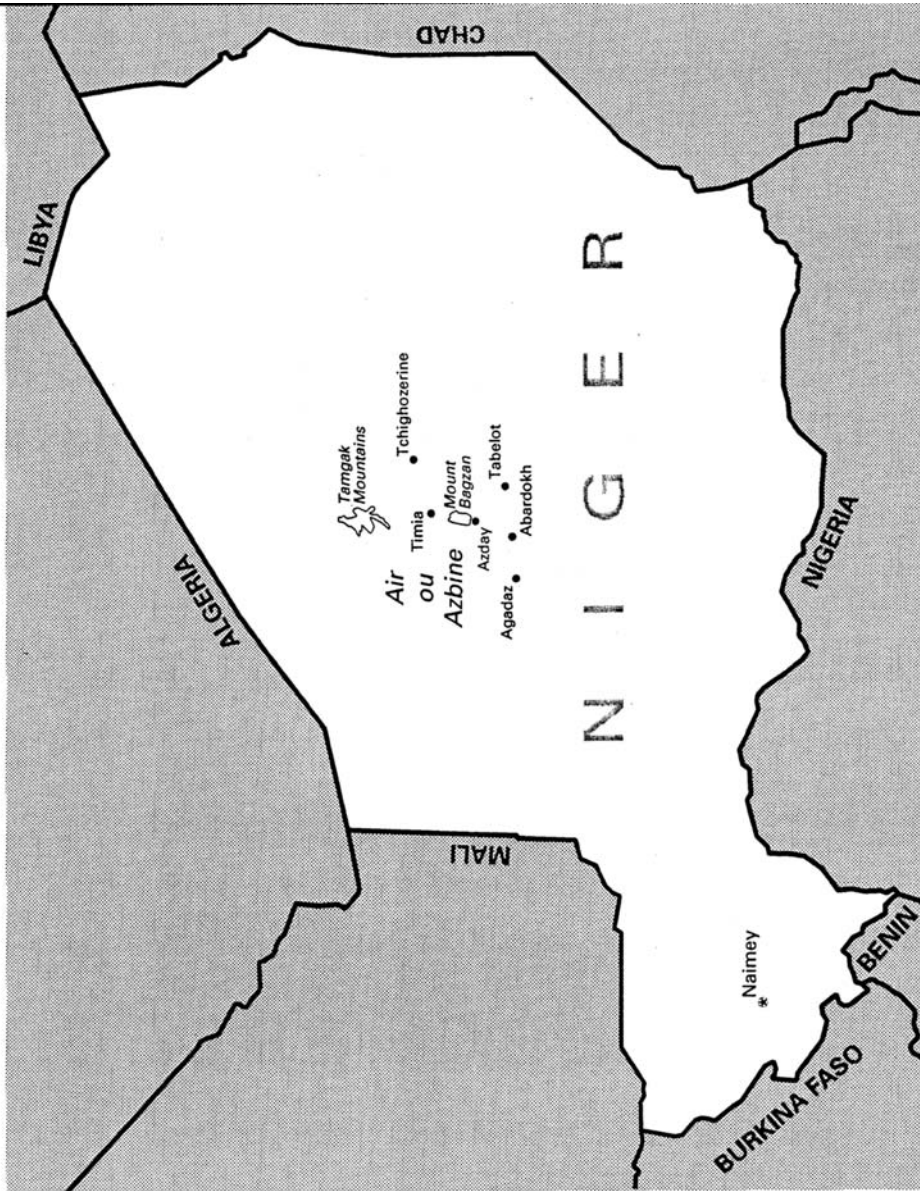 LIBYA
CHAD
ALGERIA
Tamgak
Mountains
Tchighozerine
Timia
Air
ou
Azbine
Mount
Bagzan
Azday
Tabelot
Abardokh
Agadaz
NIGER
MALI
NIGERIA
Naimey
BENIN
BURKINA FASO